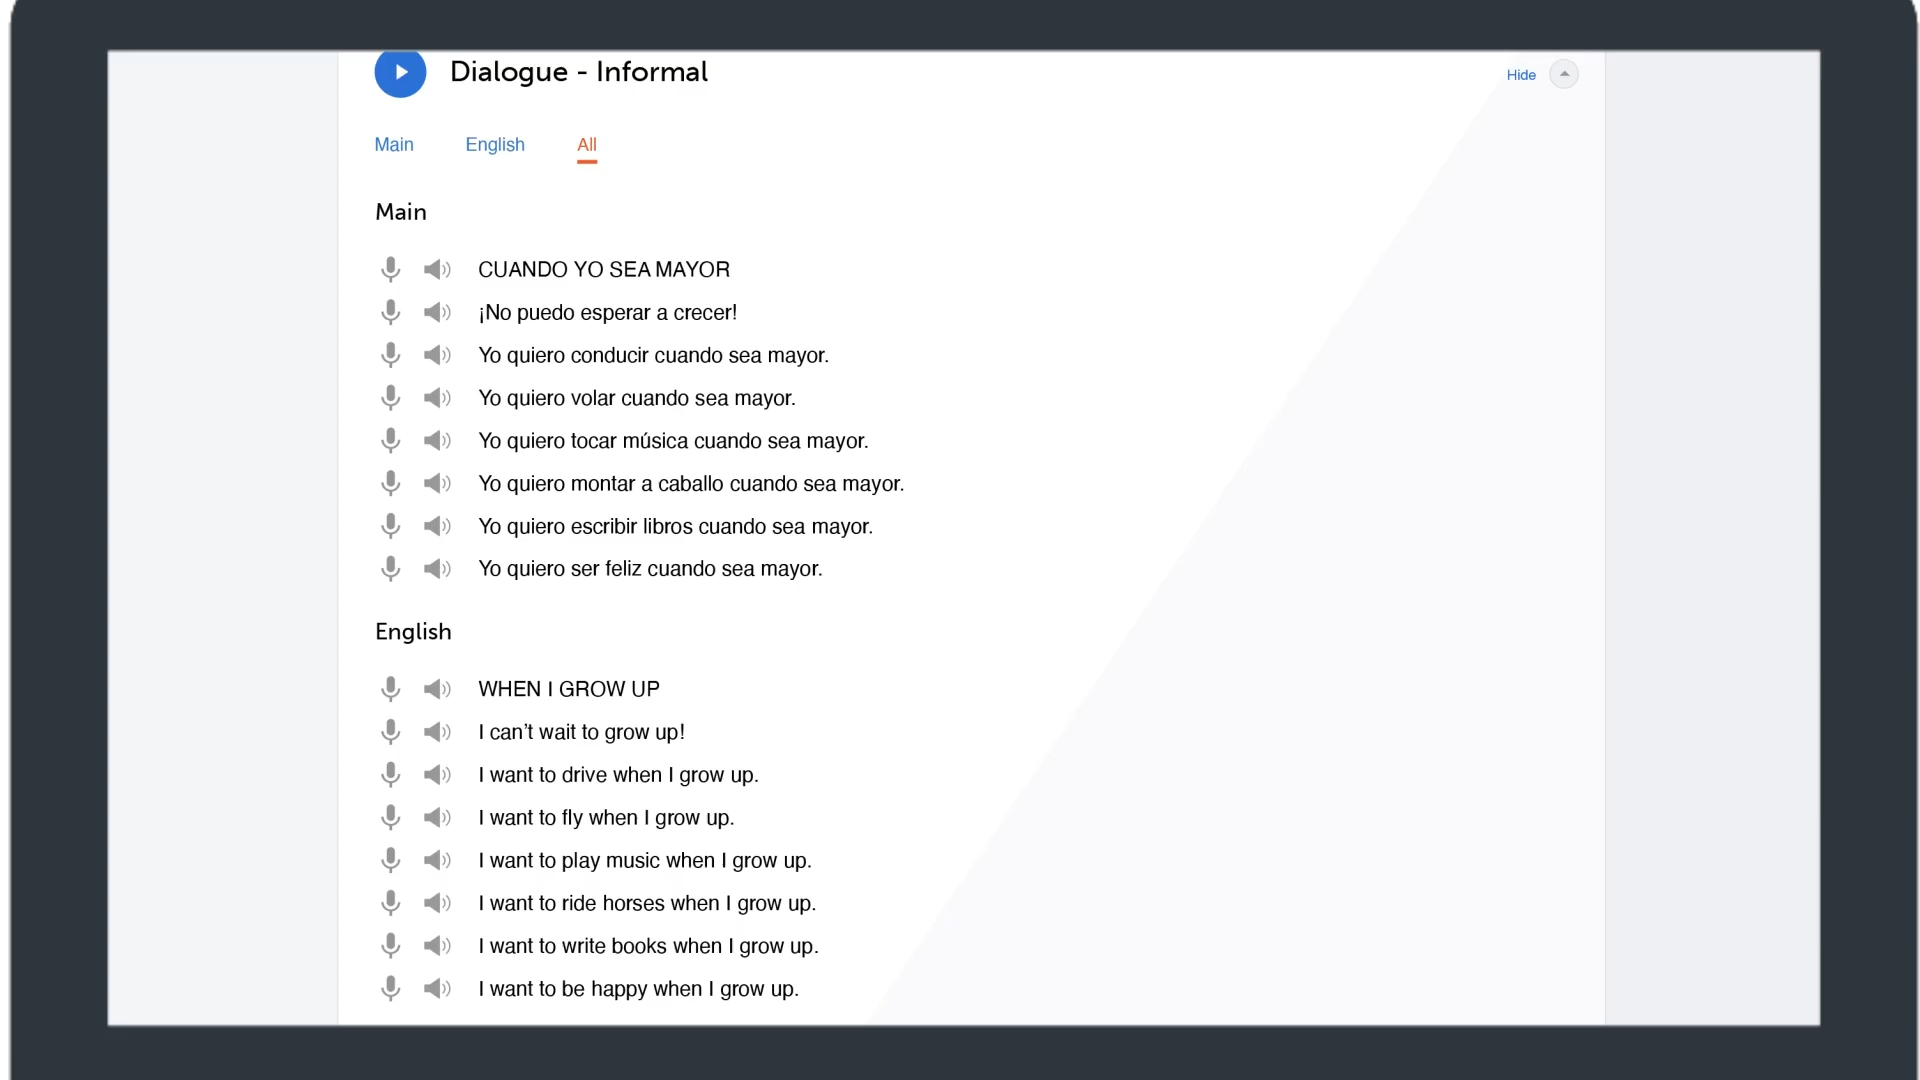 Dialogue - Informal
Hide
Main English All
Main
CUANDO YO SEA MAYOR
¡No puedo esperar a crecer!
Yo quiero conducir cuando sea mayor.
Yo quiero volar cuando sea mayor.
Yo quiero tocar música cuando sea mayor.
Yo quiero montar a caballo cuando sea mayor.
Yo quiero escribir libros cuando sea mayor.
Yo quiero ser feliz cuando sea mayor.
English
WHEN I GROW UP
I can’t wait to grow up!
I want to drive when I grow up.
I want to fly when I grow up.
I want to play music when I grow up.
I want to ride horses when I grow up.
I want to write books when I grow up.
I want to be happy when I grow up.